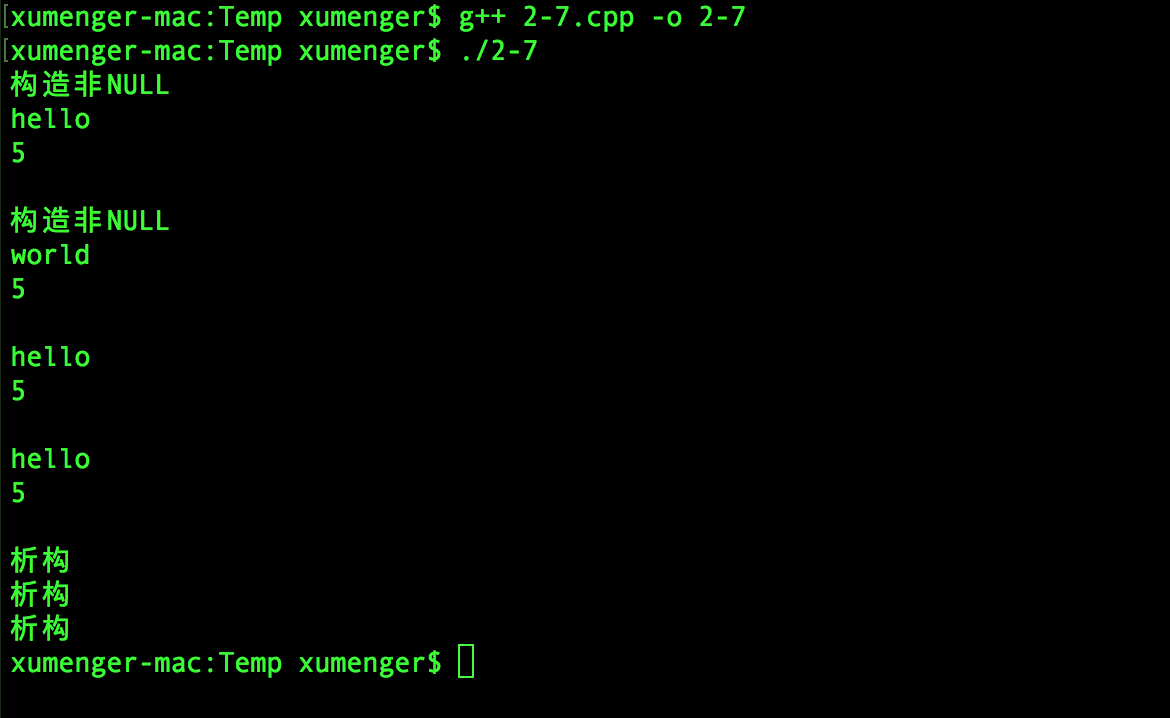 [xumenger-mac:Temp xumenger$ g++ 2-7.cpp -o 2-7
[xumenger-mac:Temp xumenger$ ./2-7
构造非NULL
hello
5
构造非NULL
world
5
hello
5
hello
5
析构
析构
析构
xumenger-mac:Temp xumenger$